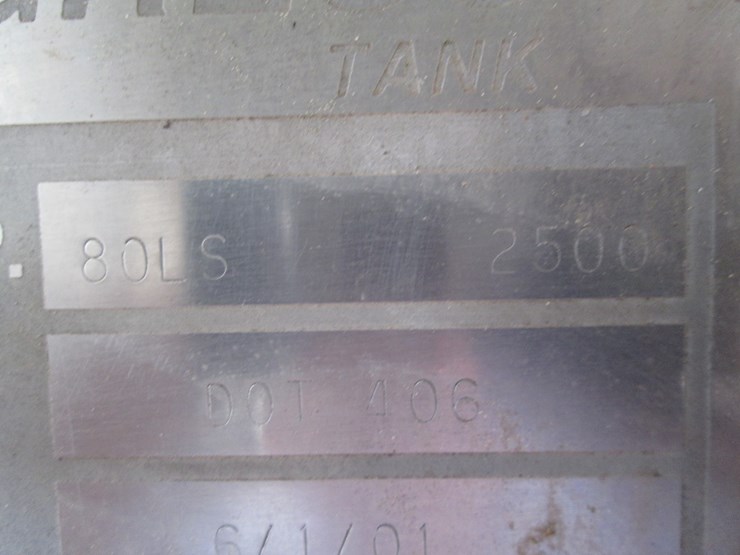 TANK
P.
80LS 2500
DOT 406
6/1/01